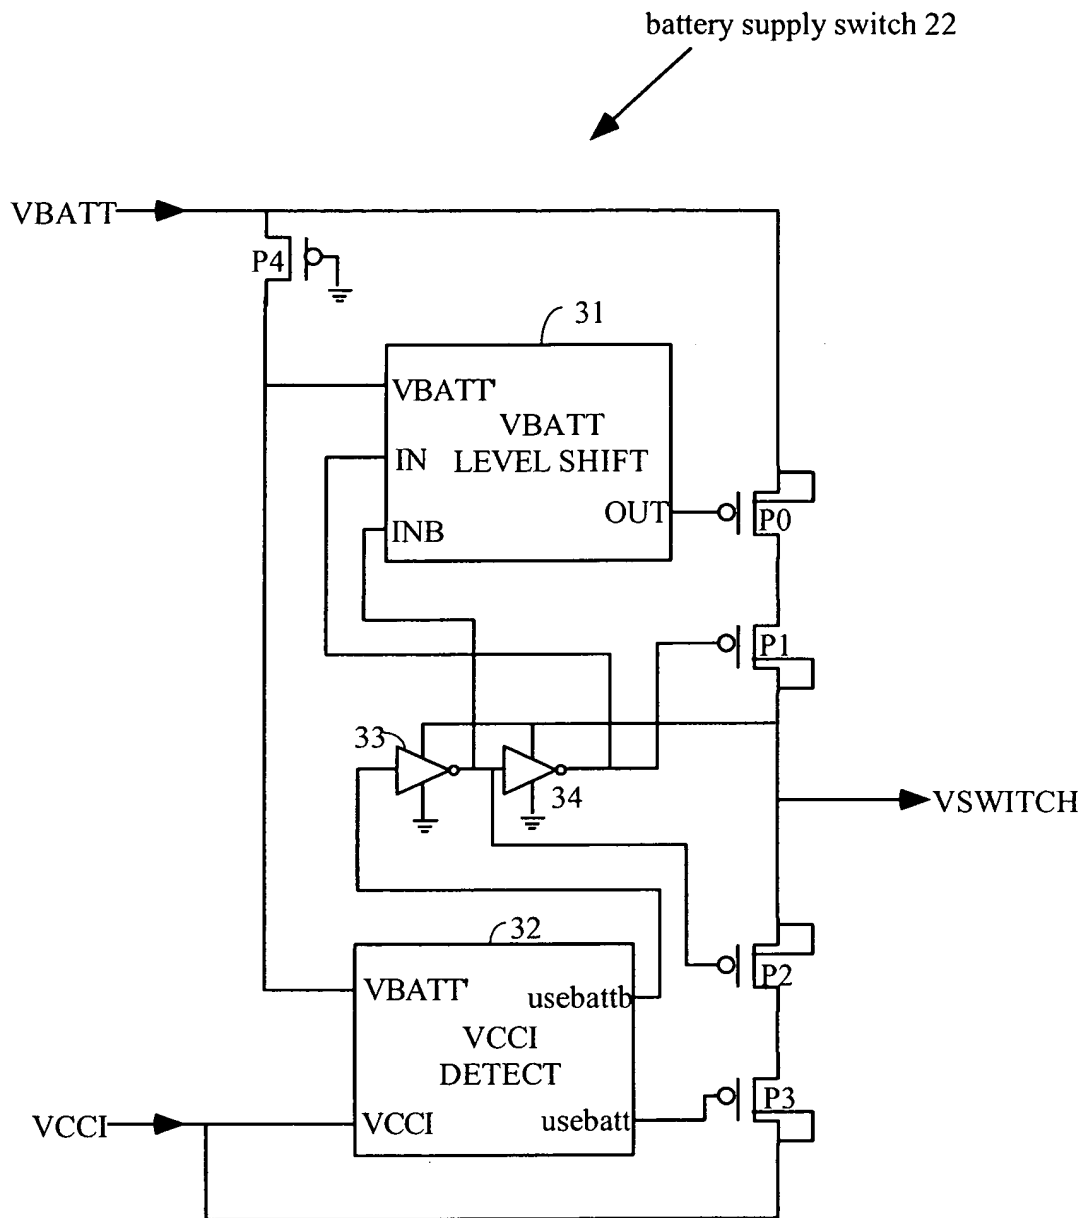 battery supply switch 22
VBATT
P4
31
VBATT'
VBATT
LEVEL SHIFT
IN
OUT
INB
P0
P1
33
34
VSWITCH
32
VBATT'
usebattb
P2
VCCI
DETECT
P3
VCCI
VCCI
usebatt